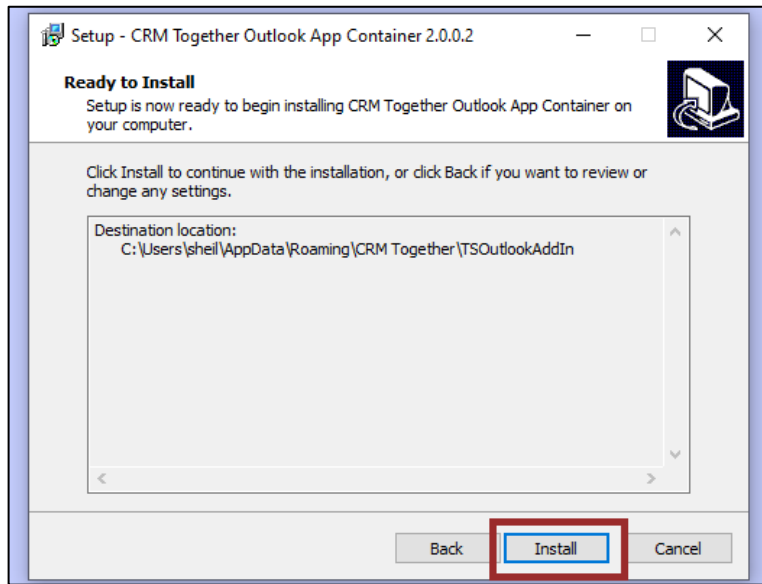 Setup - CRM Together Outlook App Container 2.0.0.2
Ready to Install
Setup is now ready to begin installing CRM Together Outlook App Container on
your computer.
Click Install to continue with the installation, or click Back if you want to review or
change any settings.
Destination location:
C:\Users\sheil\AppData\Roaming\CRM Together\TSOutlookAddIn
Back Install Cancel